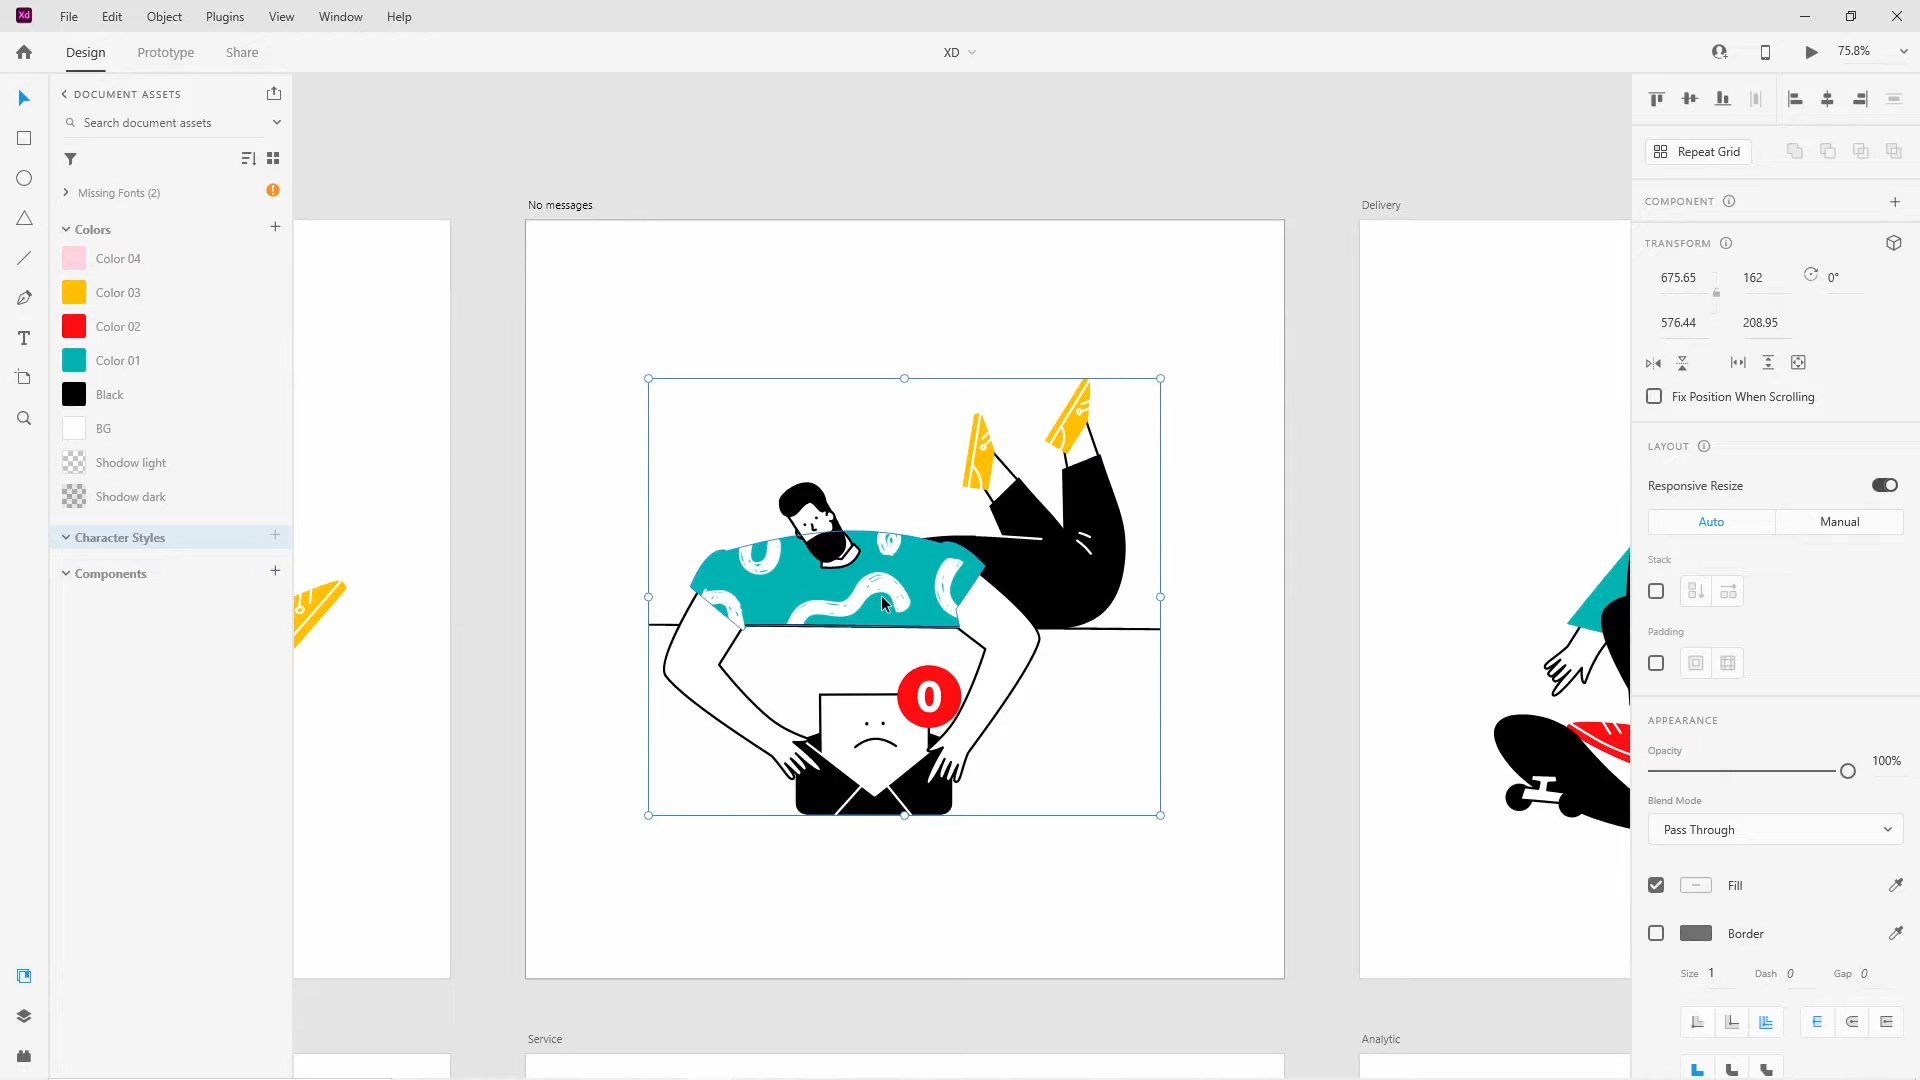 Xd File Edit Object Plugins View Window Help
Design Prototype Share XD 75.8%
DOCUMENT ASSETS
Search document assets
Missing Fonts (2)
Colors
Color 04
Color 03
Color 02
Color 01
Black
BG
Shodow light
Shodow dark
Character Styles
Components
No messages
0
Delivery
Service
Analytic
Repeat Grid
COMPONENT
TRANSFORM
675.65 162 0°
576.44 208.95
Fix Position When Scrolling
LAYOUT
Responsive Resize
Auto Manual
Stack
Padding
APPEARANCE
Opacity
100%
Blend Mode
Pass Through
Fill
Border
Size 1 Dash 0 Gap 0